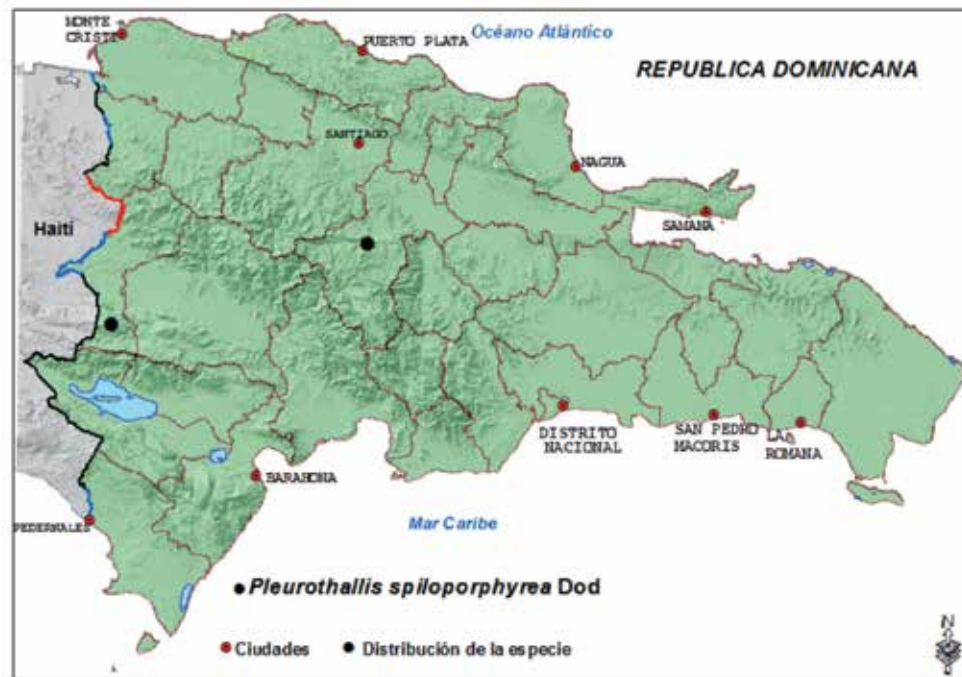 MONTE
CRISTI
PUERTO PLATA
Océano Atlántico
REPUBLICA DOMINICANA
SANTIAGO
NAGUA
SAMANA
Haití
DISTRITO
NACIONAL
SAN PEDRO
MACORIS
LA
ROMANA
BARAHONA
PEDERNALES
Mar Caribe
Pleurothallis spiloporphyrea Dod
Ciudades
Distribución de la especie
N